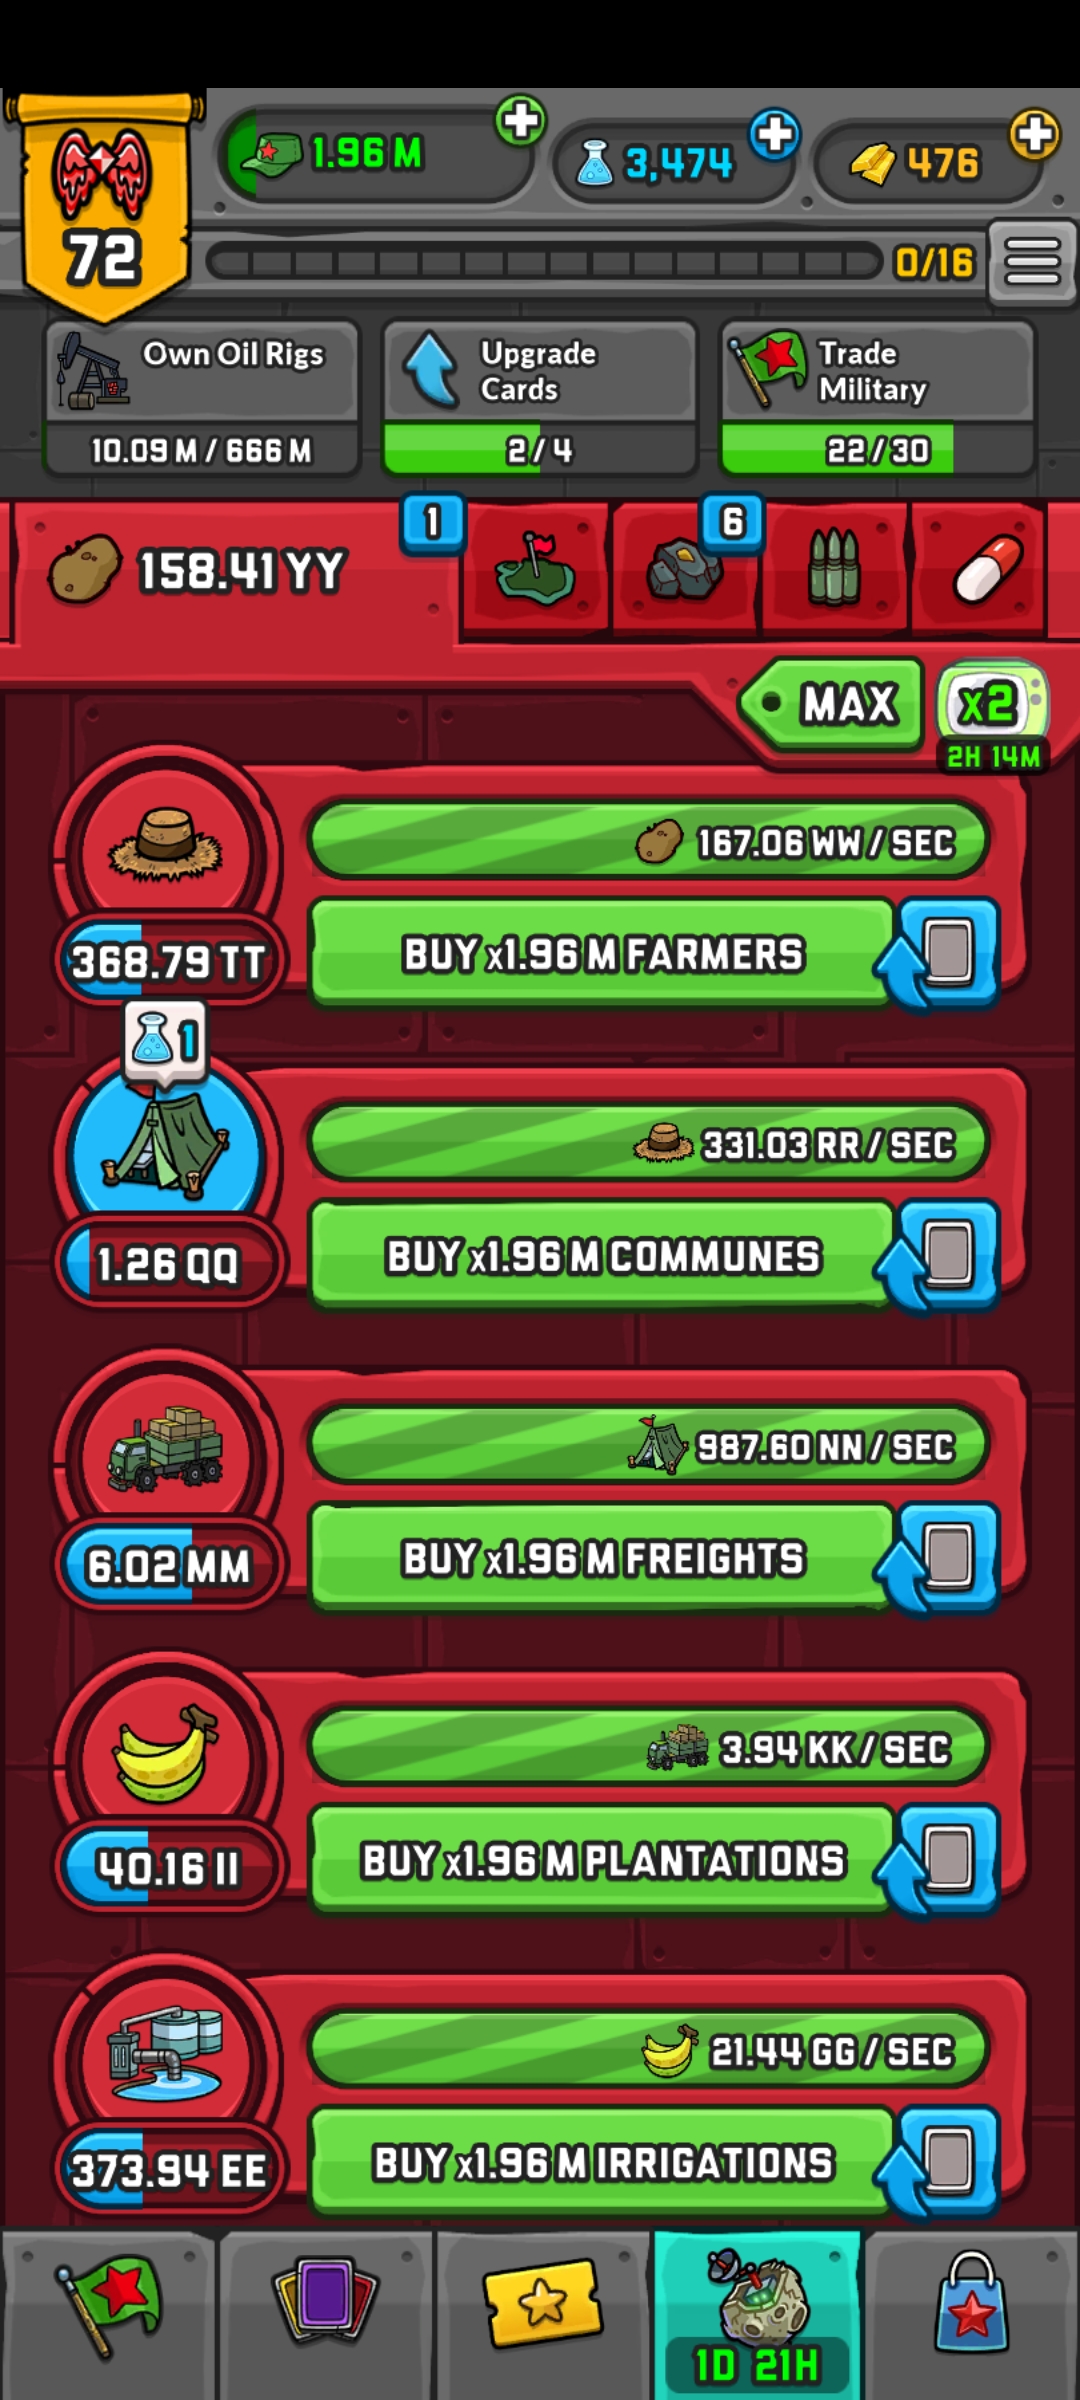 72
1.96 M
3,474
476
0/16
Own Oil Rigs
10.09 M / 666 M
Upgrade
Cards
2/4
Trade
Military
22/30
158.41 YY
1
6
MAX
x2
2H 14M
167.06 WW / SEC
368.79 TT
BUY x1.96 M FARMERS
1
331.03 RR / SEC
1.26 QQ
BUY x1.96 M COMMUNES
987.60 NN / SEC
6.02 MM
BUY x1.96 M FREIGHTS
3.94 KK / SEC
40.16 II
BUY x1.96 M PLANTATIONS
21.44 GG / SEC
373.94 EE
BUY x1.96 M IRRIGATIONS
1D 21H